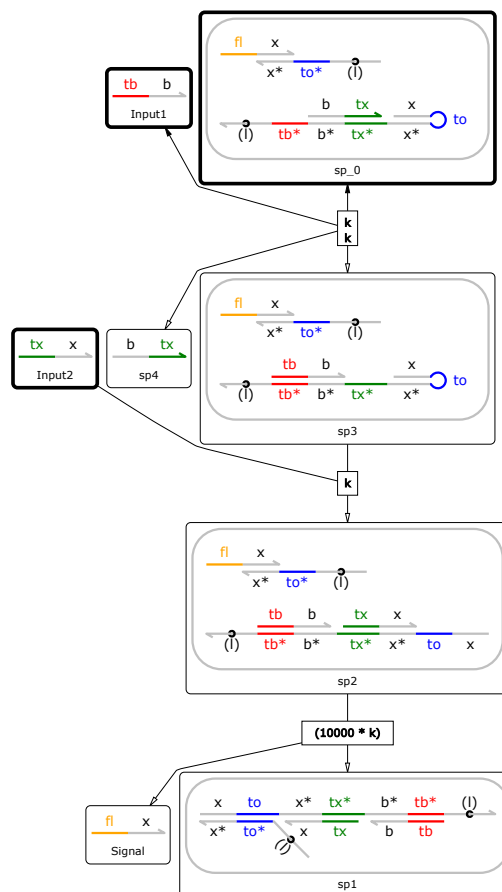 fl x
x* to* (l)
tb b
Input1
b tx x
to
(l) tb* b* tx* x*
sp_0
k
k
fl x
x* to* (l)
tx x
Input2
b tx
sp4
tb b x
to
(l) tb* b* tx* x*
sp3
k
fl x
x* to* (l)
tb b tx x
(l) tb* b* tx* x* to x
sp2
(10000 * k)
x to x* tx* b* tb* (l)
x* to* (l) x tx b tb
sp1
fl x
Signal